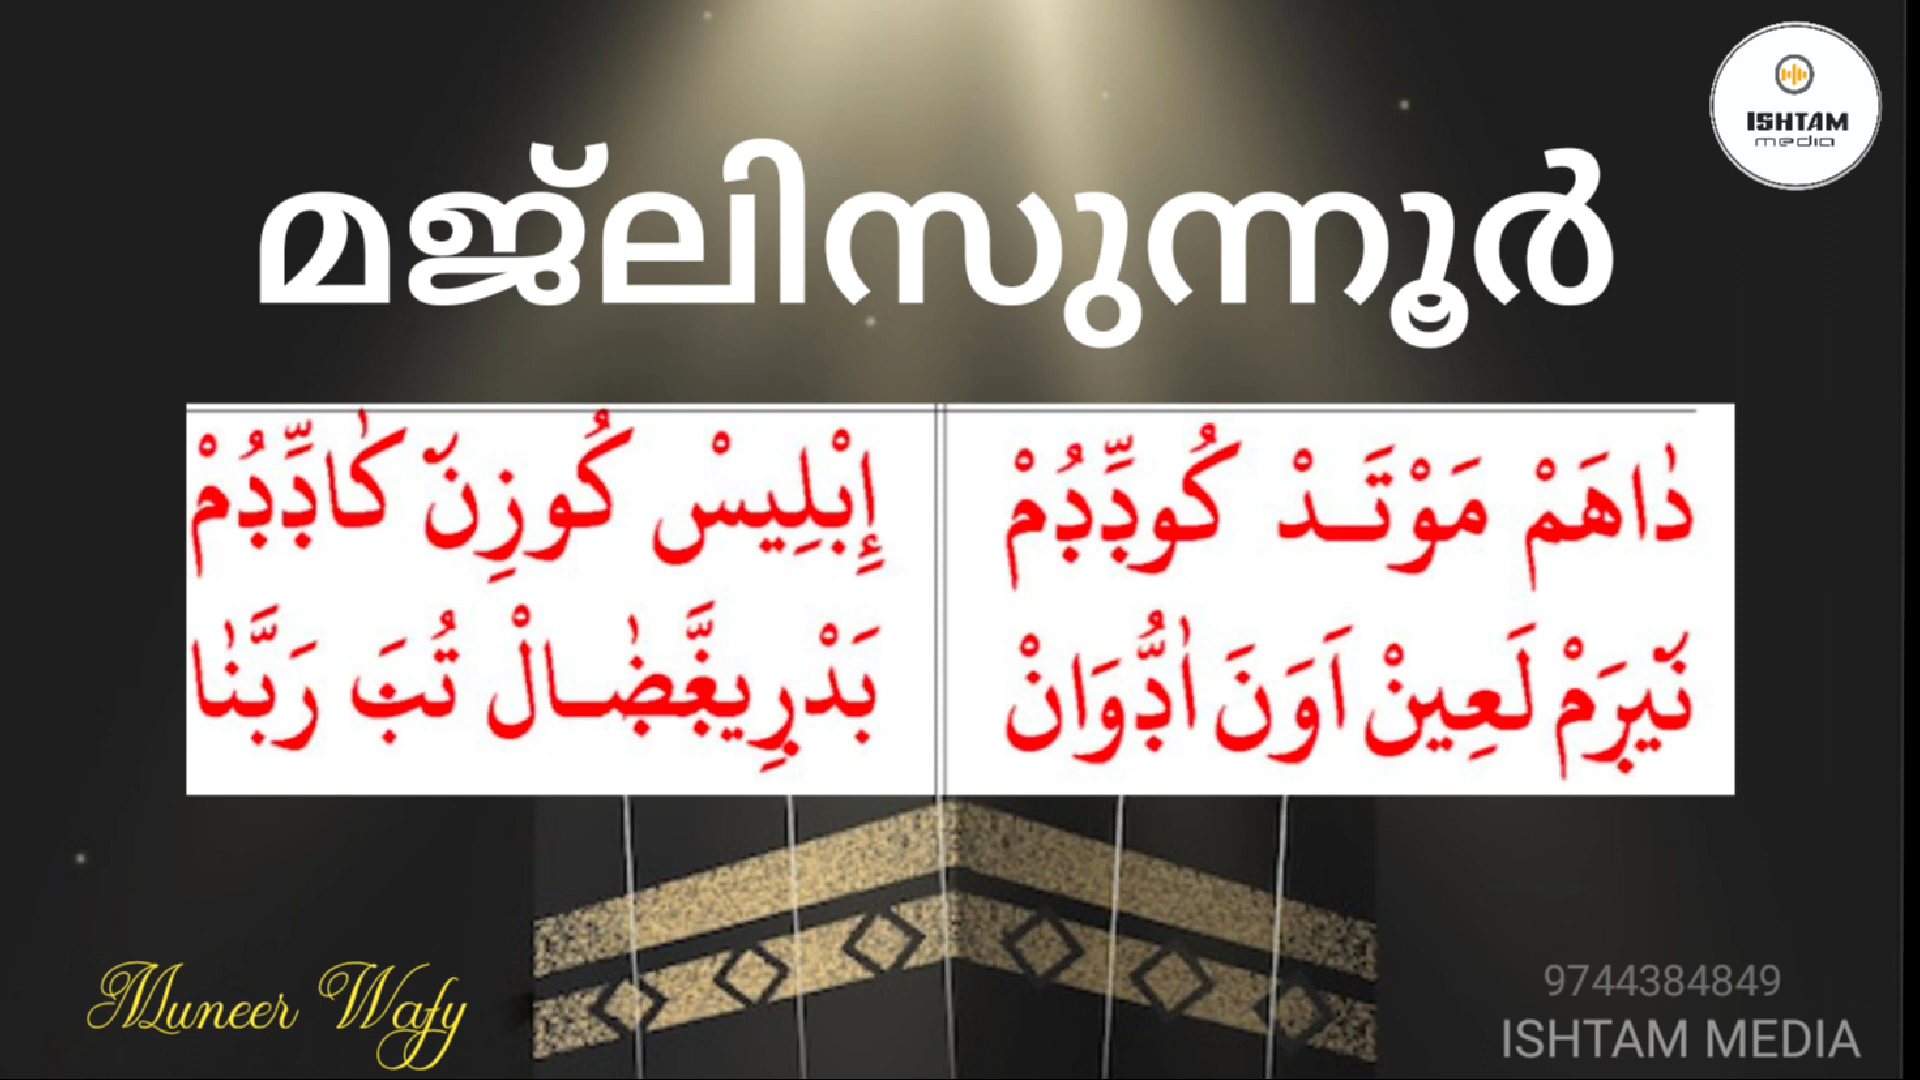 ISHTAM
media
മജ്‌ലിസുന്നൂർ
دٰاهَمْ مَوْتَـدْ كُودِّدُمْ
إِبْلِيسْ كُوزِنّ كٰادِّدُمْ
نّيرَمْ لَعِينْ اَوَنَ اٰدُّوَانْ
بَدْرِيغَّضٰـالْ تُبَ رَبَّنٰا
Muneer Wafy
9744384849
ISHTAM MEDIA